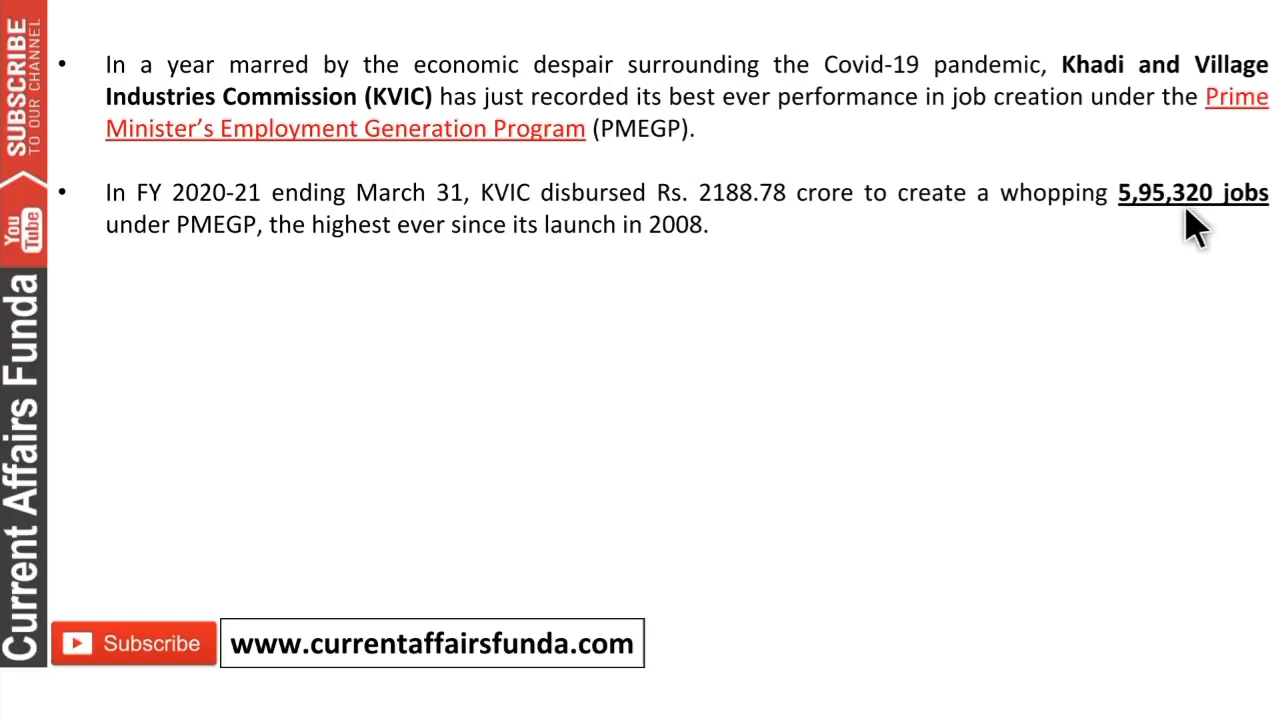 SUBSCRIBE
TO OUR CHANNEL
You
Tube
Current Affairs Funda
• In a year marred by the economic despair surrounding the Covid-19 pandemic, Khadi and Village
Industries Commission (KVIC) has just recorded its best ever performance in job creation under the Prime
Minister’s Employment Generation Program (PMEGP).
• In FY 2020-21 ending March 31, KVIC disbursed Rs. 2188.78 crore to create a whopping 5,95,320 jobs
under PMEGP, the highest ever since its launch in 2008.
Subscribe
www.currentaffairsfunda.com